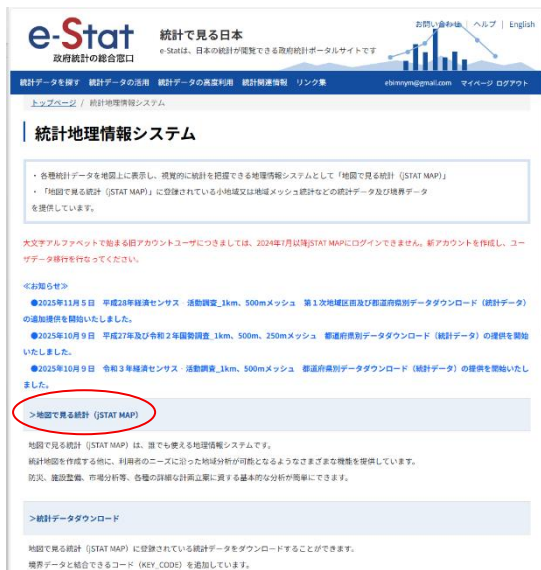 お問い合わせ | ヘルプ | English
e-Stat
政府統計の総合窓口
統計で見る日本
e-Statは、日本の統計が閲覧できる政府統計ポータルサイトです
統計データを探す 統計データの活用 統計データの高度利用 統計関連情報 リンク集
ebimnym@gmail.com マイページ ログアウト
トップページ / 統計地理情報システム
統計地理情報システム
・各種統計データを地図上に表示し、視覚的に統計を把握できる地理情報システムとして「地図で見る統計（jSTAT MAP）」
・「地図で見る統計（jSTAT MAP）」に登録されている小地域又は地域メッシュ統計などの統計データ及び境界データ
を提供しています。
大文字アルファベットで始まる旧アカウントユーザにつきましては、2024年7月以降jSTAT MAPにログインできません。新アカウントを作成し、ユー
ザデータ移行を行なってください。
≪お知らせ≫
●2025年11月５日 平成28年経済センサス‐活動調査_1km、500mメッシュ 第１次地域区画及び都道府県別データダウンロード（統計データ）
の追加提供を開始いたしました。
●2025年10月９日 平成27年及び令和２年国勢調査_1km、500m、250mメッシュ 都道府県別データダウンロード（統計データ）の提供を開始
いたしました。
●2025年10月９日 令和３年経済センサス‐活動調査_1km、500mメッシュ 都道府県別データダウンロード（統計データ）の提供を開始いたし
ました。
＞地図で見る統計（jSTAT MAP）
地図で見る統計（jSTAT MAP）は、誰でも使える地理情報システムです。
統計地図を作成する他に、利用者のニーズに沿った地域分析が可能となるようなさまざまな機能を提供しています。
防災、施設整備、市場分析等、各種の詳細な計画立案に資する基本的な分析が簡単にできます。
＞統計データダウンロード
地図で見る統計（jSTAT MAP）に登録されている統計データをダウンロードすることができます。
境界データと結合できるコード（KEY_CODE）を追加しています。